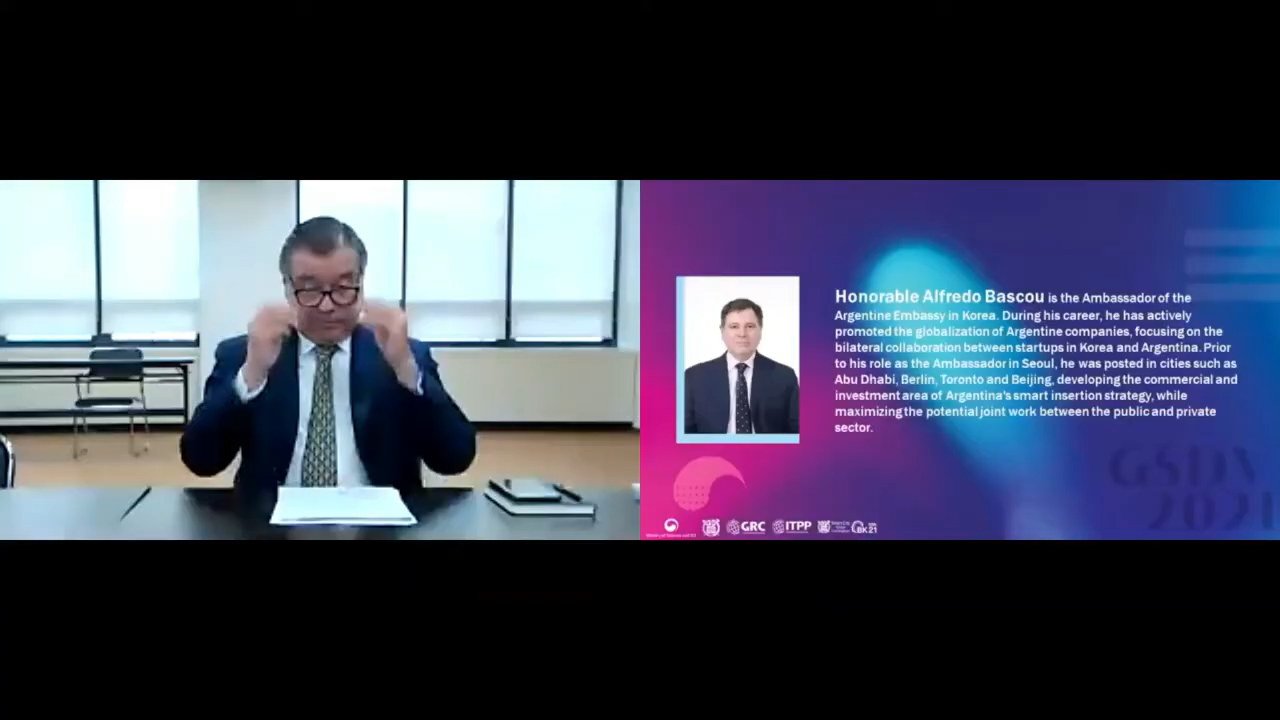 Honorable Alfredo Bascou is the Ambassador of the
Argentine Embassy in Korea. During his career, he has actively
promoted the globalization of Argentine companies, focusing on the
bilateral collaboration between startups in Korea and Argentina. Prior
to his role as the Ambassador in Seoul, he was posted in cities such as
Abu Dhabi, Berlin, Toronto and Beijing, developing the commercial and
investment area of Argentina's smart insertion strategy, while
maximizing the potential joint work between the public and private
sector.
GSDX
2021
GRC
ITPP
BK21